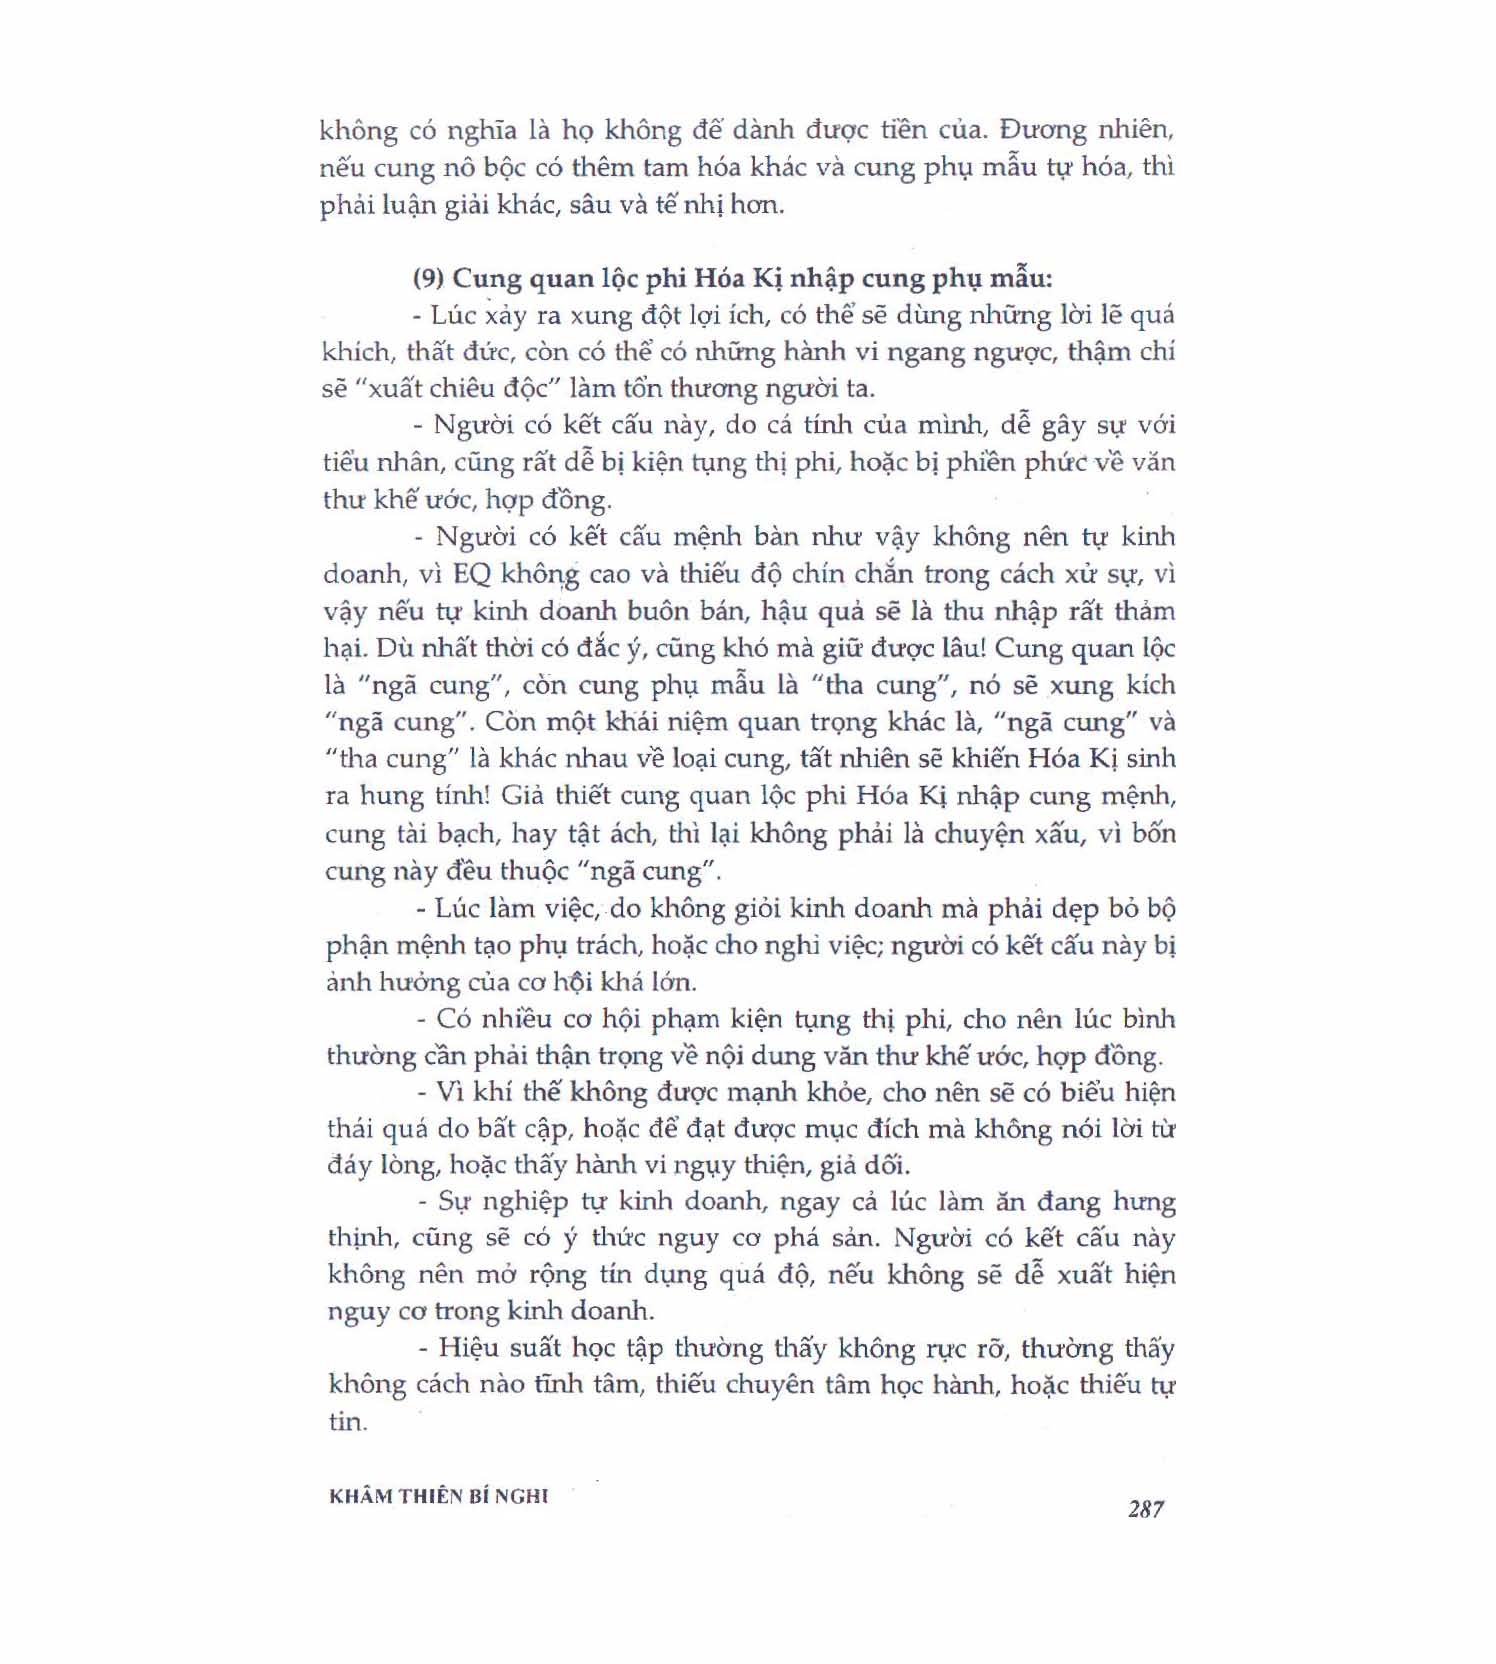 không có nghĩa là họ không để dành được tiền của. Đương nhiên,
nếu cung nô bộc có thêm tam hóa khác và cung phụ mẫu tự hóa, thì
phải luận giải khác, sâu và tế nhị hơn.
(9) Cung quan lộc phi Hóa Kị nhập cung phụ mẫu:
- Lúc xảy ra xung đột lợi ích, có thể sẽ dùng những lời lẽ quá
khích, thất đức, còn có thể có những hành vi ngang ngược, thậm chí
sẽ "xuất chiêu độc" làm tổn thương người ta.
- Người có kết cấu này, do cá tính của mình, dễ gây sự với
tiểu nhân, cũng rất dễ bị kiện tụng thị phi, hoặc bị phiền phức về văn
thư khế ước, hợp đồng.
- Người có kết cấu mệnh bàn như vậy không nên tự kinh
doanh, vì EQ không cao và thiếu độ chín chắn trong cách xử sự, vì
vậy nếu tự kinh doanh buôn bán, hậu quả sẽ là thu nhập rất thảm
hại. Dù nhất thời có đắc ý, cũng khó mà giữ được lâu! Cung quan lộc
là "ngã cung", còn cung phụ mẫu là "tha cung", nó sẽ xung kích
"ngã cung". Còn một khái niệm quan trọng khác là, "ngã cung" và
"tha cung" là khác nhau về loại cung, tất nhiên sẽ khiến Hóa Kị sinh
ra hung tính! Giả thiết cung quan lộc phi Hóa Kị nhập cung mệnh,
cung tài bạch, hay tật ách, thì lại không phải là chuyện xấu, vì bốn
cung này đều thuộc "ngã cung".
- Lúc làm việc, do không giỏi kinh doanh mà phải dẹp bỏ bộ
phận mệnh tạo phụ trách, hoặc cho nghỉ việc; người có kết cấu này bị
ảnh hưởng của cơ hội khá lớn.
- Có nhiều cơ hội phạm kiện tụng thị phi, cho nên lúc bình
thường cần phải thận trọng về nội dung văn thư khế ước, hợp đồng.
- Vì khí thế không được mạnh khỏe, cho nên sẽ có biểu hiện
thái quá do bất cập, hoặc để đạt được mục đích mà không nói lời từ
đáy lòng, hoặc thấy hành vi ngụy thiện, giả dối.
- Sự nghiệp tự kinh doanh, ngay cả lúc làm ăn đang hưng
thịnh, cũng sẽ có ý thức nguy cơ phá sản. Người có kết cấu này
không nên mở rộng tín dụng quá độ, nếu không sẽ dễ xuất hiện
nguy cơ trong kinh doanh.
- Hiệu suất học tập thường thấy không rực rỡ, thường thấy
không cách nào tĩnh tâm, thiếu chuyên tâm học hành, hoặc thiếu tự
tin.
KHÂM THIÊN BÍ NGHI
287